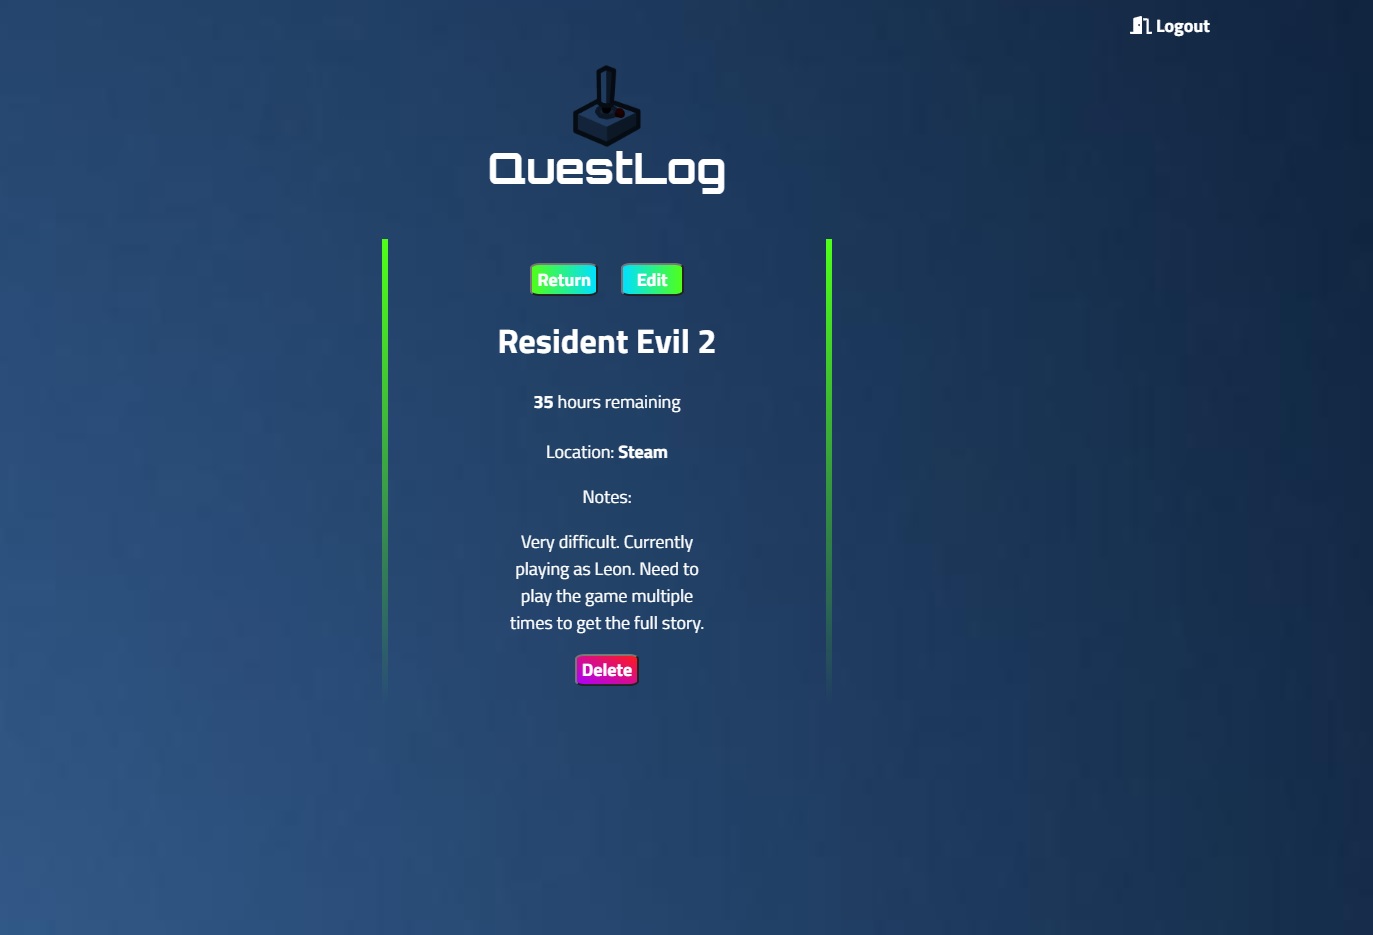 Logout
QuestLog
Return Edit
Resident Evil 2
35 hours remaining
Location: Steam
Notes:
Very difficult. Currently
playing as Leon. Need to
play the game multiple
times to get the full story.
Delete